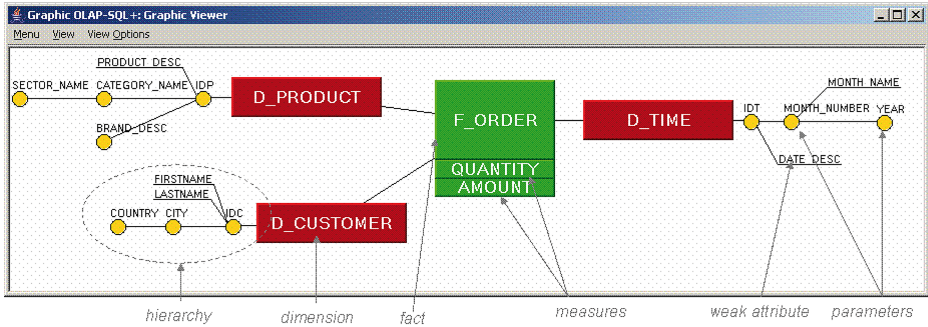 Graphic OLAP-SQL+: Graphic Viewer
Menu View View Options
PRODUCT_DESC
SECTOR_NAME CATEGORY_NAME IDP
BRAND_DESC
D_PRODUCT
F_ORDER
QUANTITY
AMOUNT
D_TIME
MONTH_NAME
IDT MONTH_NUMBER YEAR
DATE_DESC
FIRSTNAME
LASTNAME
COUNTRY CITY IDC
D_CUSTOMER
hierarchy
dimension
fact
measures
weak attribute
parameters